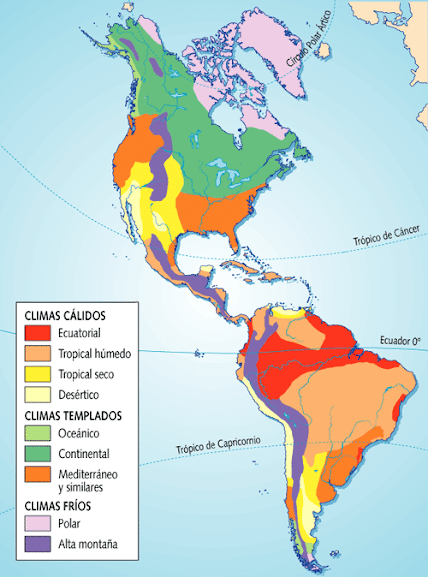 Círculo Polar Ártico
Trópico de Cáncer
Ecuador 0º
Trópico de Capricornio
CLIMAS CÁLIDOS
Ecuatorial
Tropical húmedo
Tropical seco
Desértico
CLIMAS TEMPLADOS
Oceánico
Continental
Mediterráneo
y similares
CLIMAS FRÍOS
Polar
Alta montaña